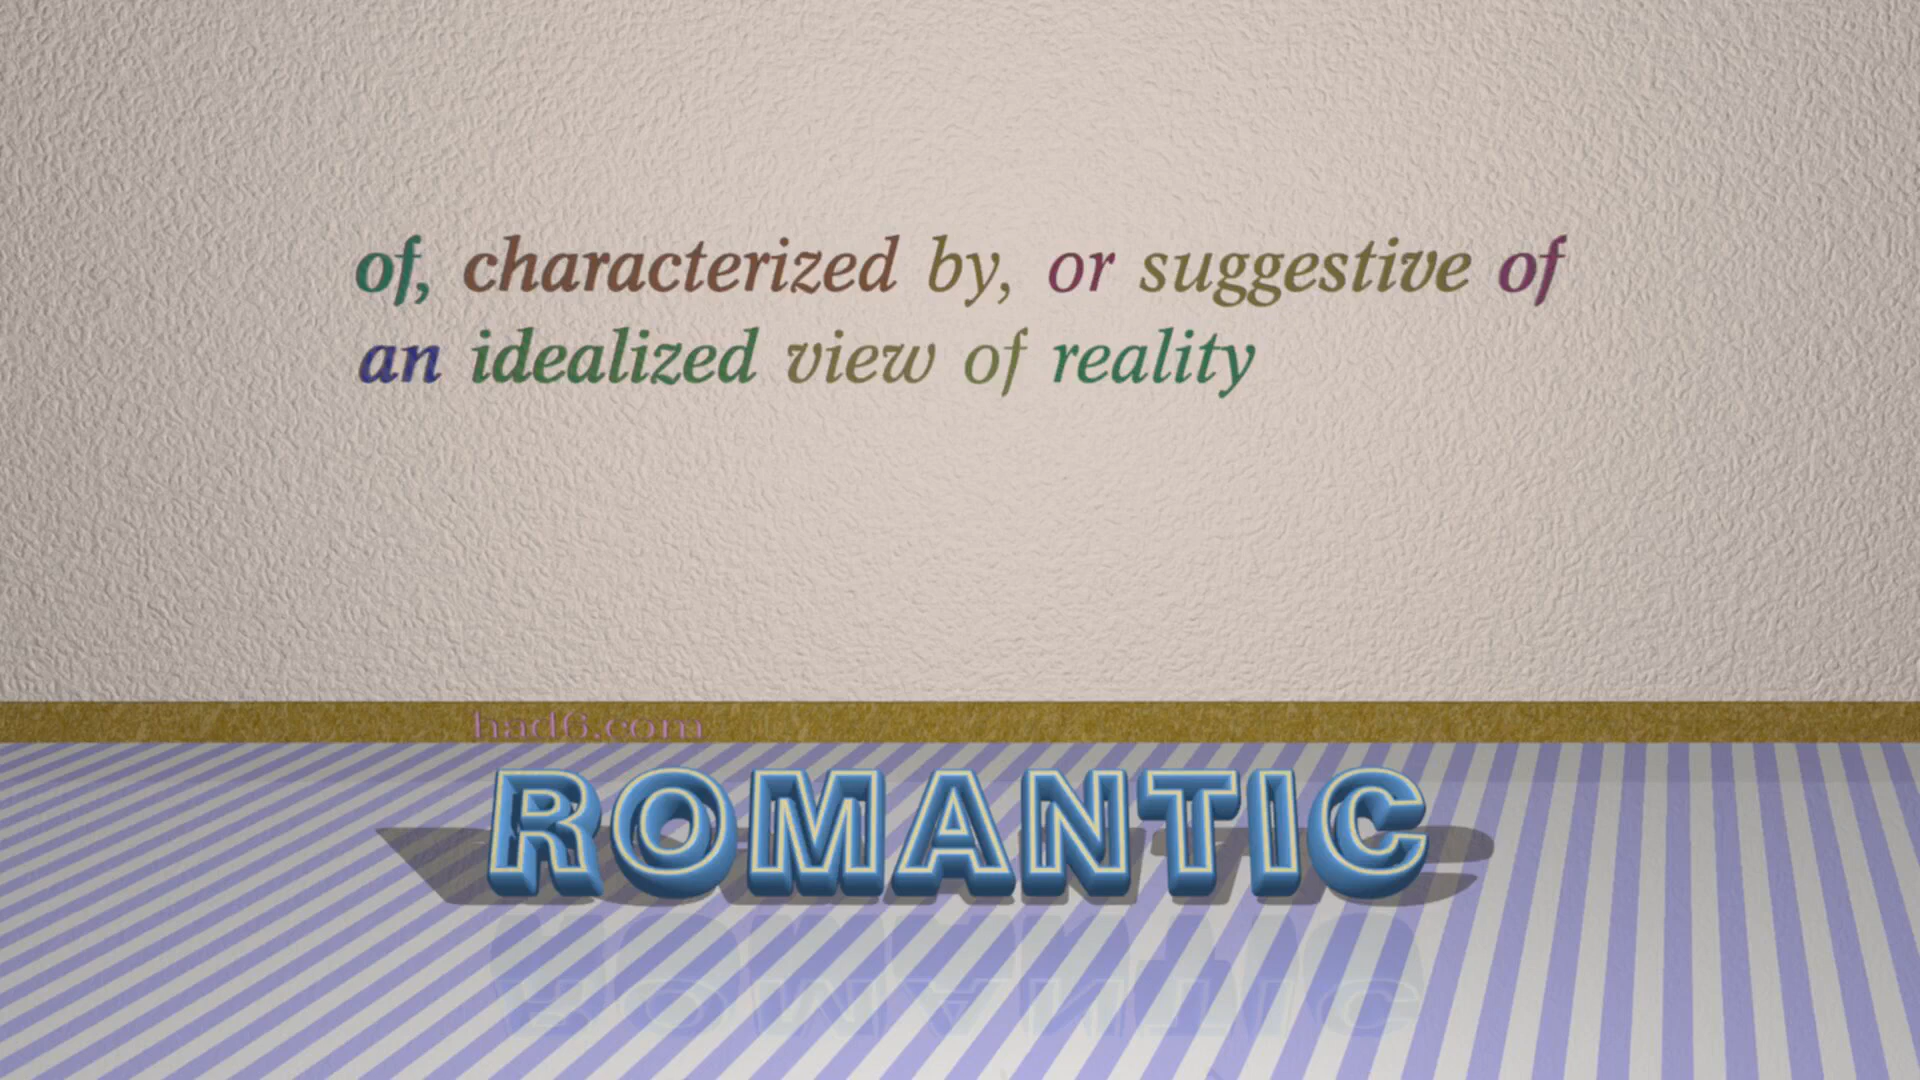 of, characterized by, or suggestive of
an idealized view of reality
had6.com
ROMANTIC